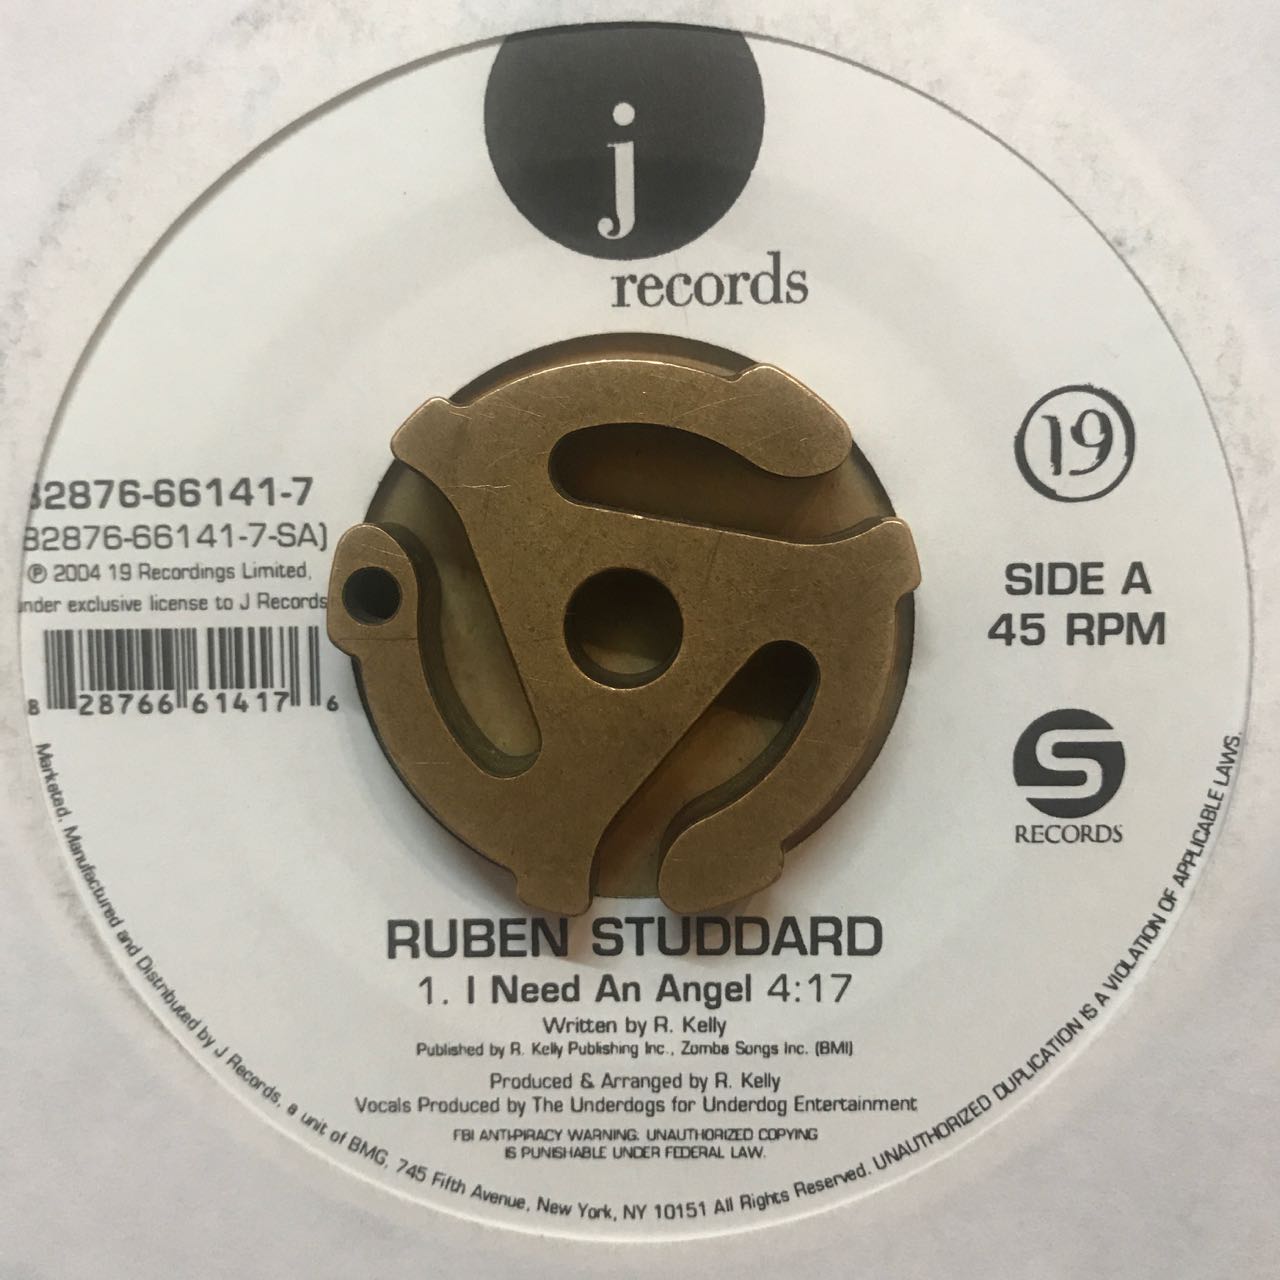 j
records
19
SIDE A
45 RPM
S
RECORDS
82876-66141-7
82876-66141-7-SA)
℗ 2004 19 Recordings Limited,
under exclusive license to J Records
8 28766 61417 6
RUBEN STUDDARD
1. I Need An Angel 4:17
Written by R. Kelly
Published by R. Kelly Publishing Inc., Zomba Songs Inc. (BMI)
Produced & Arranged by R. Kelly
Vocals Produced by The Underdogs for Underdog Entertainment
FBI ANTI-PIRACY WARNING: UNAUTHORIZED COPYING
IS PUNISHABLE UNDER FEDERAL LAW.
Marketed, Manufactured and Distributed by J Records, a unit of BMG, 745 Fifth Avenue, New York, NY 10151 All Rights Reserved. UNAUTHORIZED DUPLICATION IS A VIOLATION OF APPLICABLE LAWS.